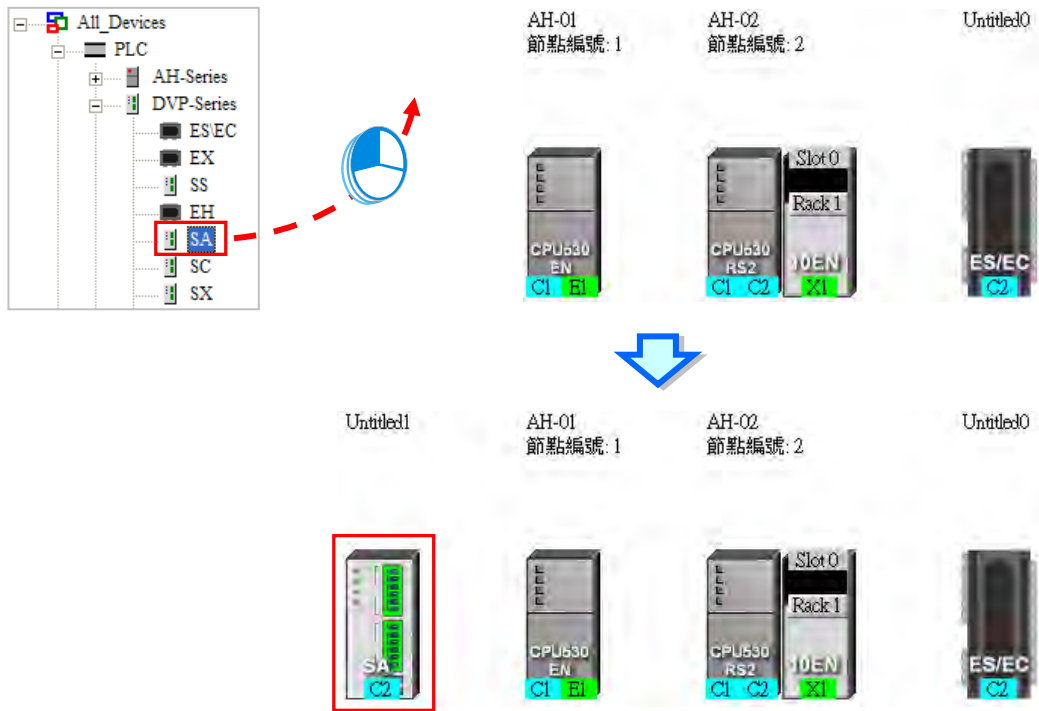 All_Devices
PLC
AH-Series
DVP-Series
ES\EC
EX
SS
EH
SA
SC
SX
AH-01
節點編號: 1
AH-02
節點編號: 2
Untitled0
CPU530
EN
C1 E1
CPU530
RS2
C1 C2
Slot 0
Rack 1
10EN
X1
ES/EC
C2
Untitled1
AH-01
節點編號: 1
AH-02
節點編號: 2
Untitled0
SA
C2
CPU530
EN
C1 E1
CPU530
RS2
C1 C2
Slot 0
Rack 1
10EN
X1
ES/EC
C2